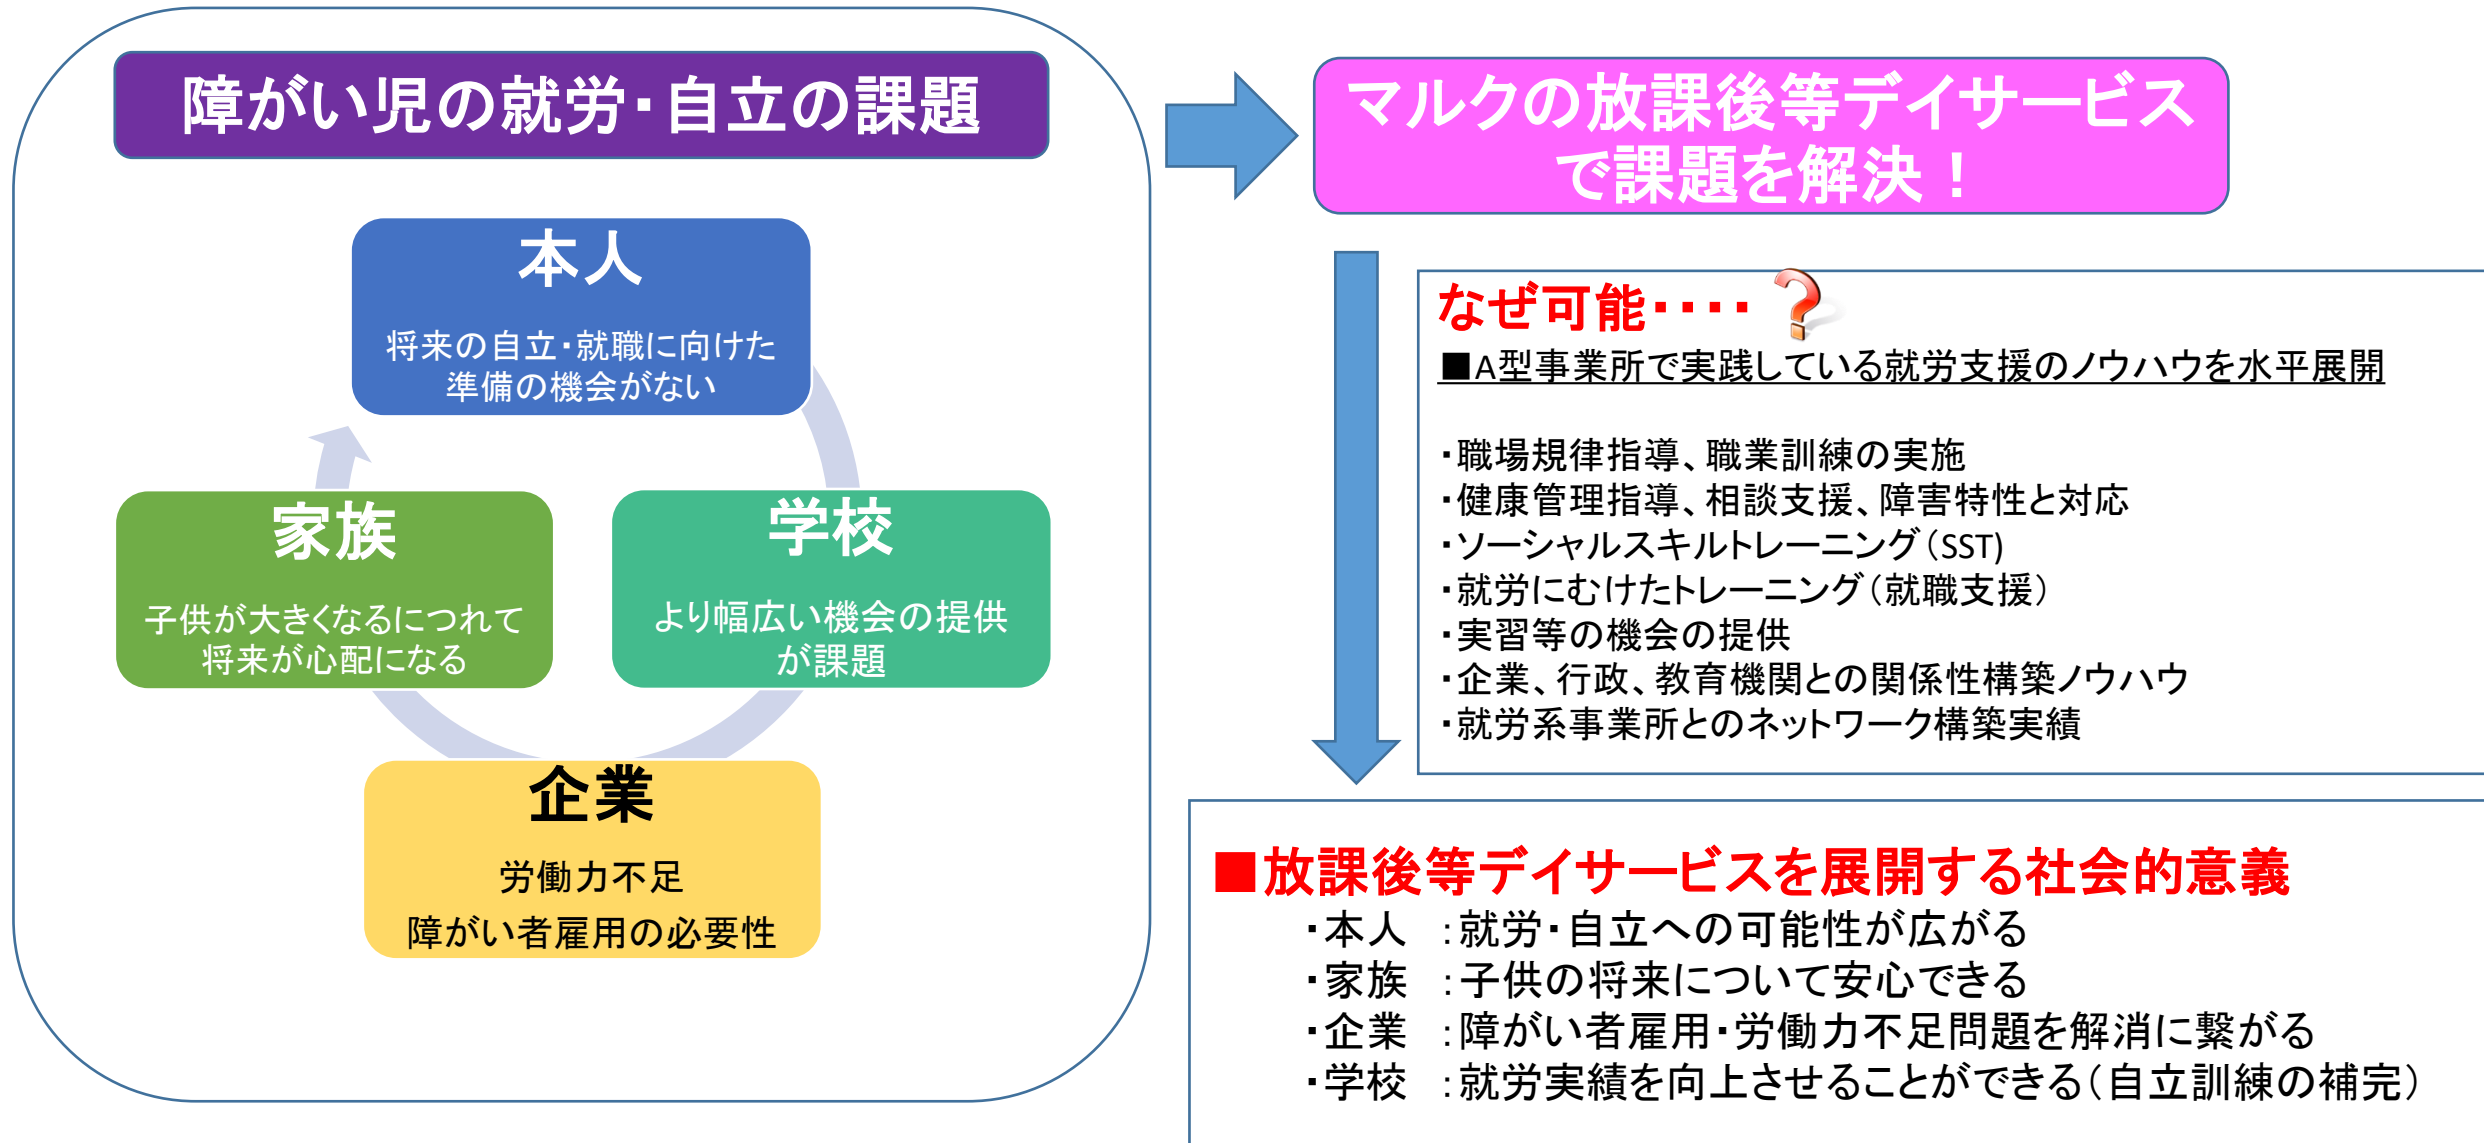 障がい児の就労・自立の課題
本人
将来の自立・就職に向けた
準備の機会がない
家族
子供が大きくなるにつれて
将来が心配になる
学校
より幅広い機会の提供
が課題
企業
労働力不足
障がい者雇用の必要性
マルクの放課後等デイサービス
で課題を解決！
なぜ可能・・・・?
■A型事業所で実践している就労支援のノウハウを水平展開
・職場規律指導、職業訓練の実施
・健康管理指導、相談支援、障害特性と対応
・ソーシャルスキルトレーニング（SST)
・就労にむけたトレーニング（就職支援）
・実習等の機会の提供
・企業、行政、教育機関との関係性構築ノウハウ
・就労系事業所とのネットワーク構築実績
■放課後等デイサービスを展開する社会的意義
・本人　：就労・自立への可能性が広がる
・家族　：子供の将来について安心できる
・企業　：障がい者雇用・労働力不足問題を解消に繋がる
・学校　：就労実績を向上させることができる（自立訓練の補完）